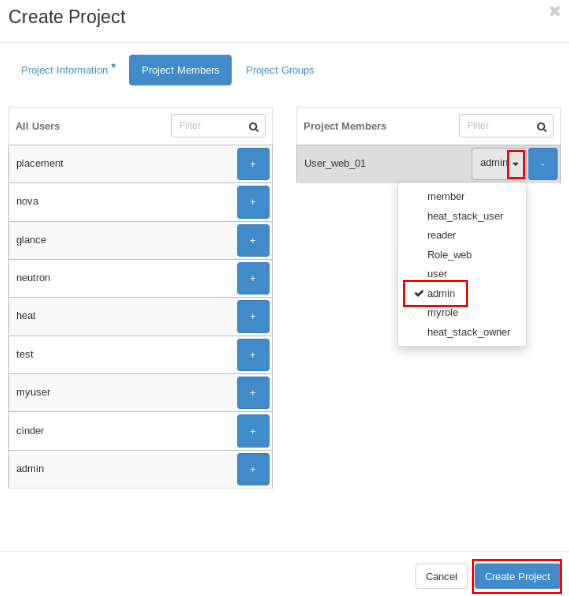 Create Project
Project Information *
Project Members
Project Groups
All Users
Filter
placement +
nova +
glance +
neutron +
heat +
test +
myuser +
cinder +
admin +
Project Members
Filter
User_web_01 admin -
member
heat_stack_user
reader
Role_web
user
admin
myrole
heat_stack_owner
Cancel
Create Project